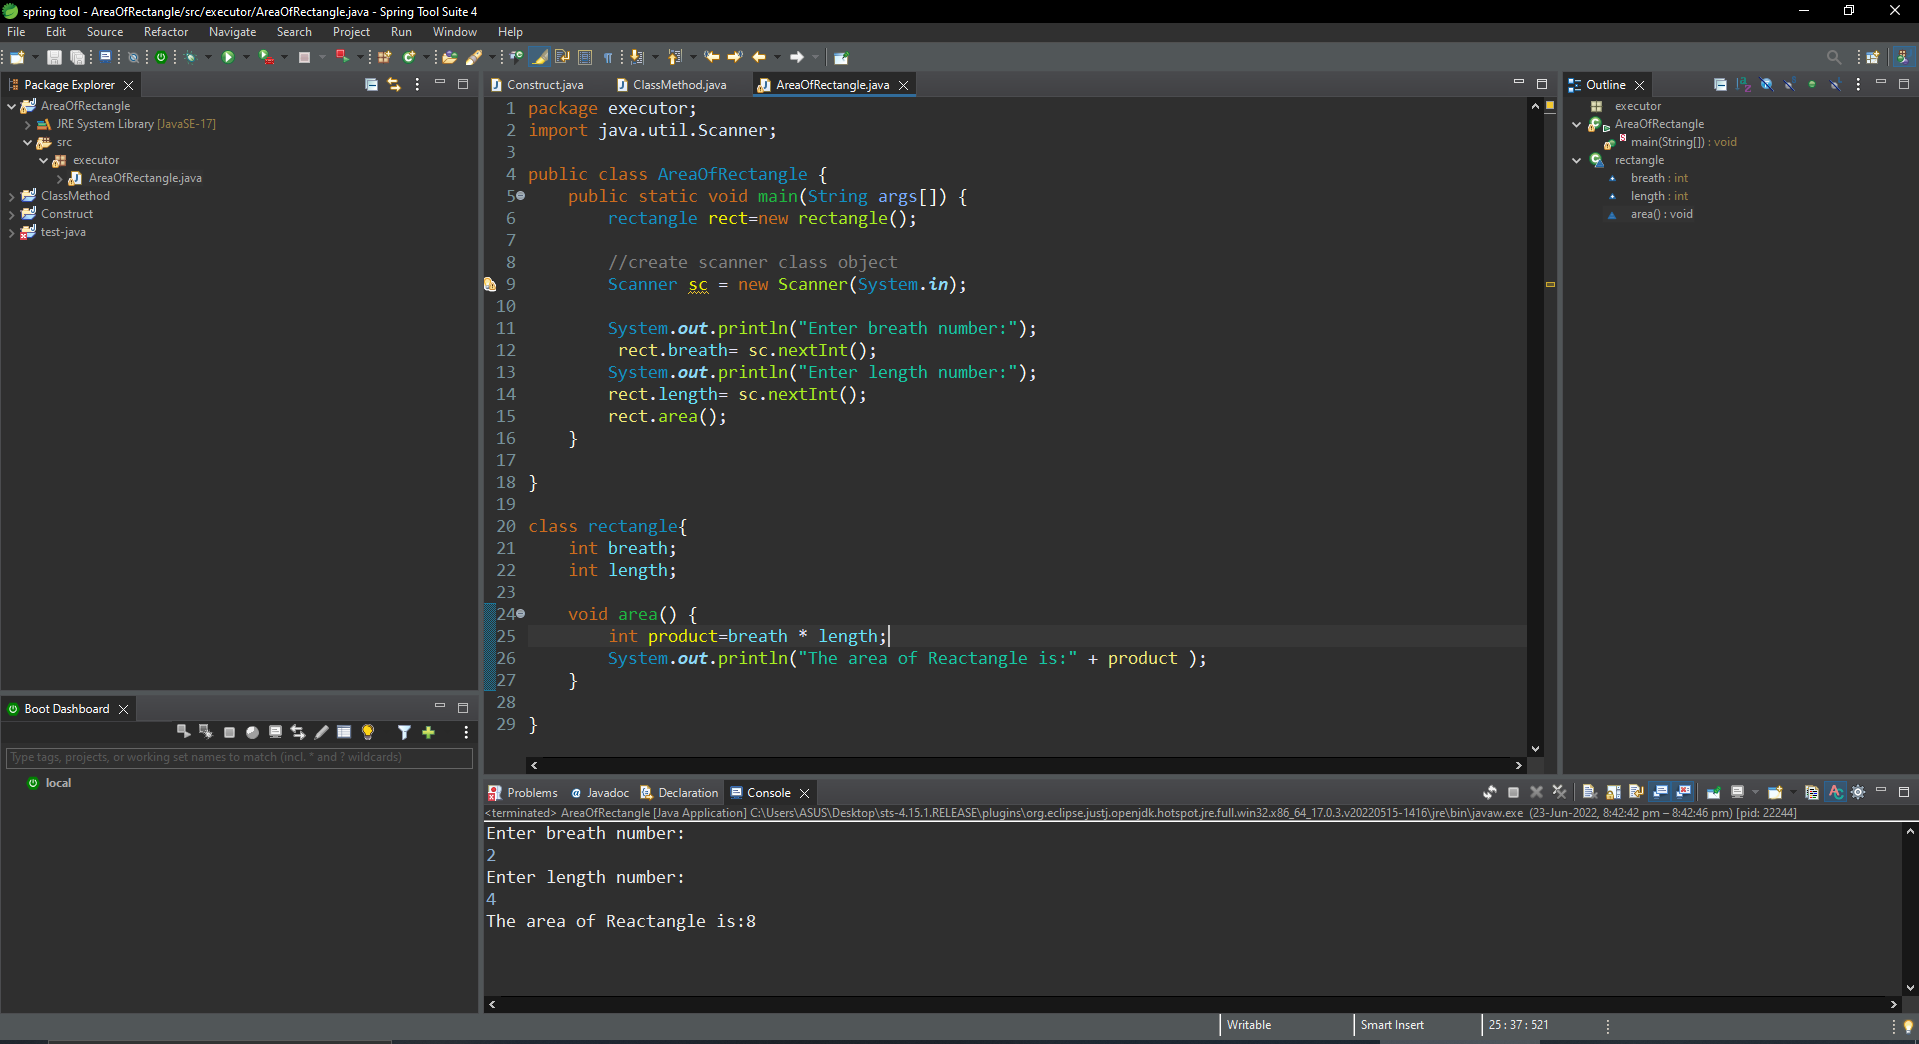 spring tool - AreaOfRectangle/src/executor/AreaOfRectangle.java - Spring Tool Suite 4
File Edit Source Refactor Navigate Search Project Run Window Help
Package Explorer
AreaOfRectangle
JRE System Library [JavaSE-17]
src
executor
AreaOfRectangle.java
ClassMethod
Construct
test-java
Construct.java ClassMethod.java AreaOfRectangle.java
1 package executor;
2 import java.util.Scanner;
3
4 public class AreaOfRectangle {
5 public static void main(String args[]) {
6 rectangle rect=new rectangle();
7
8 //create scanner class object
9 Scanner sc = new Scanner(System.in);
10
11 System.out.println("Enter breath number:");
12 rect.breath= sc.nextInt();
13 System.out.println("Enter length number:");
14 rect.length= sc.nextInt();
15 rect.area();
16 }
17
18 }
19
20 class rectangle{
21 int breath;
22 int length;
23
24 void area() {
25 int product=breath * length;
26 System.out.println("The area of Reactangle is:" + product );
27 }
28
29 }
Outline
executor
AreaOfRectangle
main(String[]) : void
rectangle
breath : int
length : int
area() : void
Boot Dashboard
Type tags, projects, or working set names to match (incl. * and ? wildcards)
local
Problems @ Javadoc Declaration Console
<terminated> AreaOfRectangle [Java Application] C:\Users\ASUS\Desktop\sts-4.15.1.RELEASE\plugins\org.eclipse.justj.openjdk.hotspot.jre.full.win32.x86_64_17.0.3.v20220515-1416\jre\bin\javaw.exe (23-Jun-2022, 8:42:42 pm – 8:42:46 pm) [pid: 22244]
Enter breath number:
2
Enter length number:
4
The area of Reactangle is:8
Writable Smart Insert 25 : 37 : 521